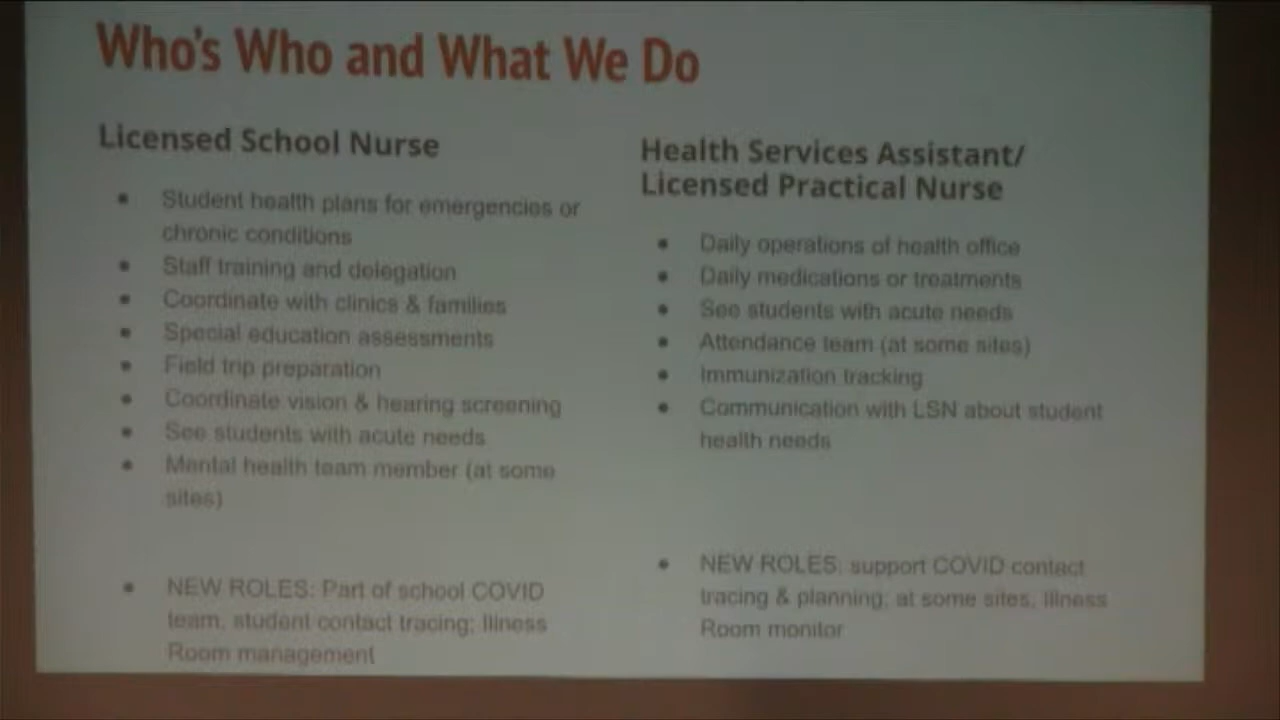 Who's Who and What We Do
Licensed School Nurse
• Student health plans for emergencies or
chronic conditions
• Staff training and delegation
• Coordinate with clinics & families
• Special education assessments
• Field trip preparation
• Coordinate vision & hearing screening
• See students with acute needs
• Mental health team member (at some
sites)
• NEW ROLES: Part of school COVID
team, student contact tracing; Illness
Room management
Health Services Assistant/
Licensed Practical Nurse
• Daily operations of health office
• Daily medications or treatments
• See students with acute needs
• Attendance team (at some sites)
• Immunization tracking
• Communication with LSN about student
health needs
• NEW ROLES: support COVID contact
tracing & planning; at some sites, Illness
Room monitor